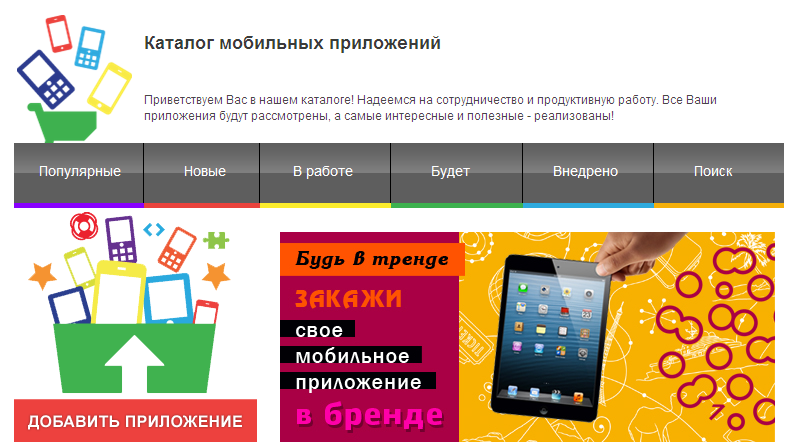 Каталог мобильных приложений
Приветствуем Вас в нашем каталоге! Надеемся на сотрудничество и продуктивную работу. Все Ваши
приложения будут рассмотрены, а самые интересные и полезные - реализованы!
Популярные Новые В работе Будет Внедрено Поиск
Будь в тренде
ЗАКАЖИ
свое
мобильное
приложение
в бренде
ДОБАВИТЬ ПРИЛОЖЕНИЕ